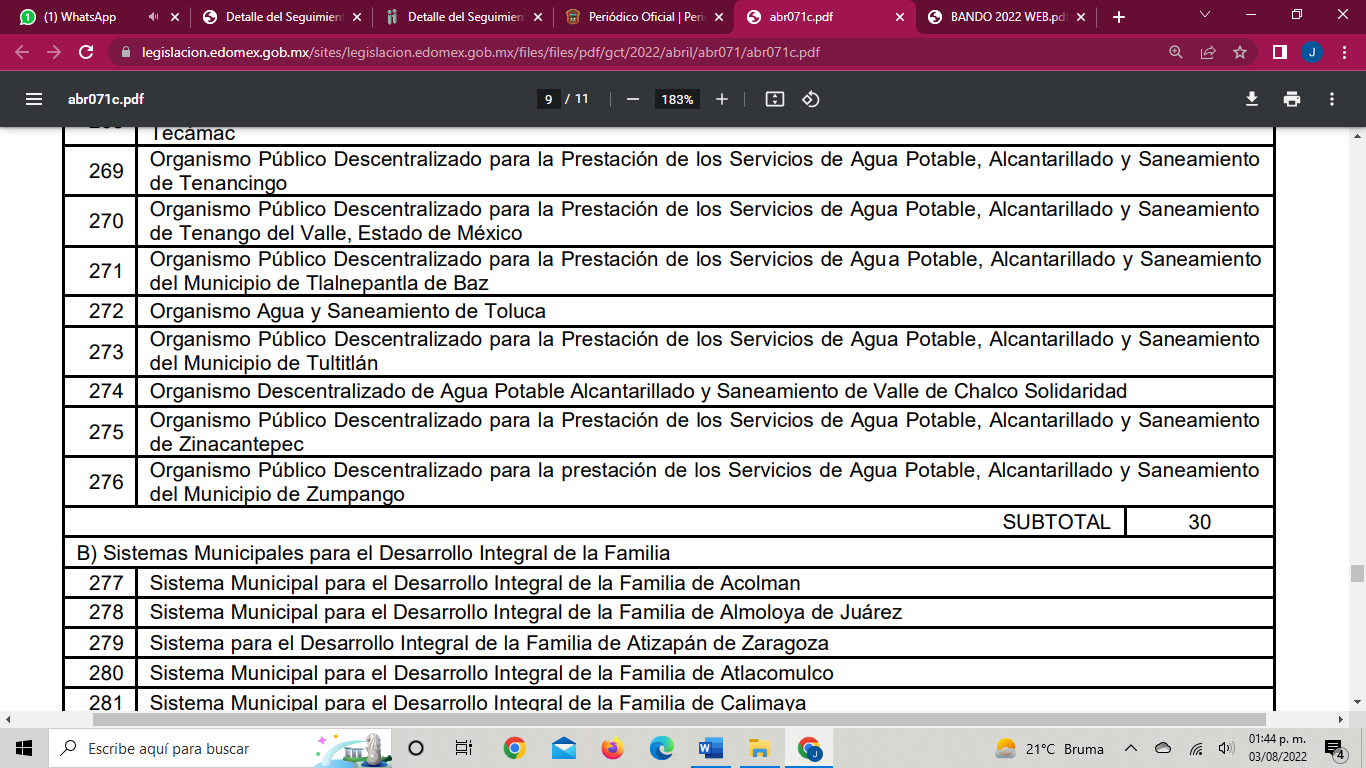 (1) WhatsApp
Detalle del Seguimien
Detalle del Seguimien
Periódico Oficial | Peri
abr071c.pdf
BANDO 2022 WEB.pd
legislacion.edomex.gob.mx/sites/legislacion.edomex.gob.mx/files/files/pdf/gct/2022/abril/abr071/abr071c.pdf
J
abr071c.pdf
9 / 11
183%
Tecámac
269 Organismo Público Descentralizado para la Prestación de los Servicios de Agua Potable, Alcantarillado y Saneamiento
de Tenancingo
270 Organismo Público Descentralizado para la Prestación de los Servicios de Agua Potable, Alcantarillado y Saneamiento
de Tenango del Valle, Estado de México
271 Organismo Público Descentralizado para la Prestación de los Servicios de Agua Potable, Alcantarillado y Saneamiento
del Municipio de Tlalnepantla de Baz
272 Organismo Agua y Saneamiento de Toluca
273 Organismo Público Descentralizado para la Prestación de los Servicios de Agua Potable, Alcantarillado y Saneamiento
del Municipio de Tultitlán
274 Organismo Descentralizado de Agua Potable Alcantarillado y Saneamiento de Valle de Chalco Solidaridad
275 Organismo Público Descentralizado para la Prestación de los Servicios de Agua Potable, Alcantarillado y Saneamiento
de Zinacantepec
276 Organismo Público Descentralizado para la prestación de los Servicios de Agua Potable, Alcantarillado y Saneamiento
del Municipio de Zumpango
SUBTOTAL 30
B) Sistemas Municipales para el Desarrollo Integral de la Familia
277 Sistema Municipal para el Desarrollo Integral de la Familia de Acolman
278 Sistema Municipal para el Desarrollo Integral de la Familia de Almoloya de Juárez
279 Sistema para el Desarrollo Integral de la Familia de Atizapán de Zaragoza
280 Sistema Municipal para el Desarrollo Integral de la Familia de Atlacomulco
281 Sistema Municipal para el Desarrollo Integral de la Familia de Calimaya
Escribe aquí para buscar
21°C Bruma
01:44 p. m.
03/08/2022
4